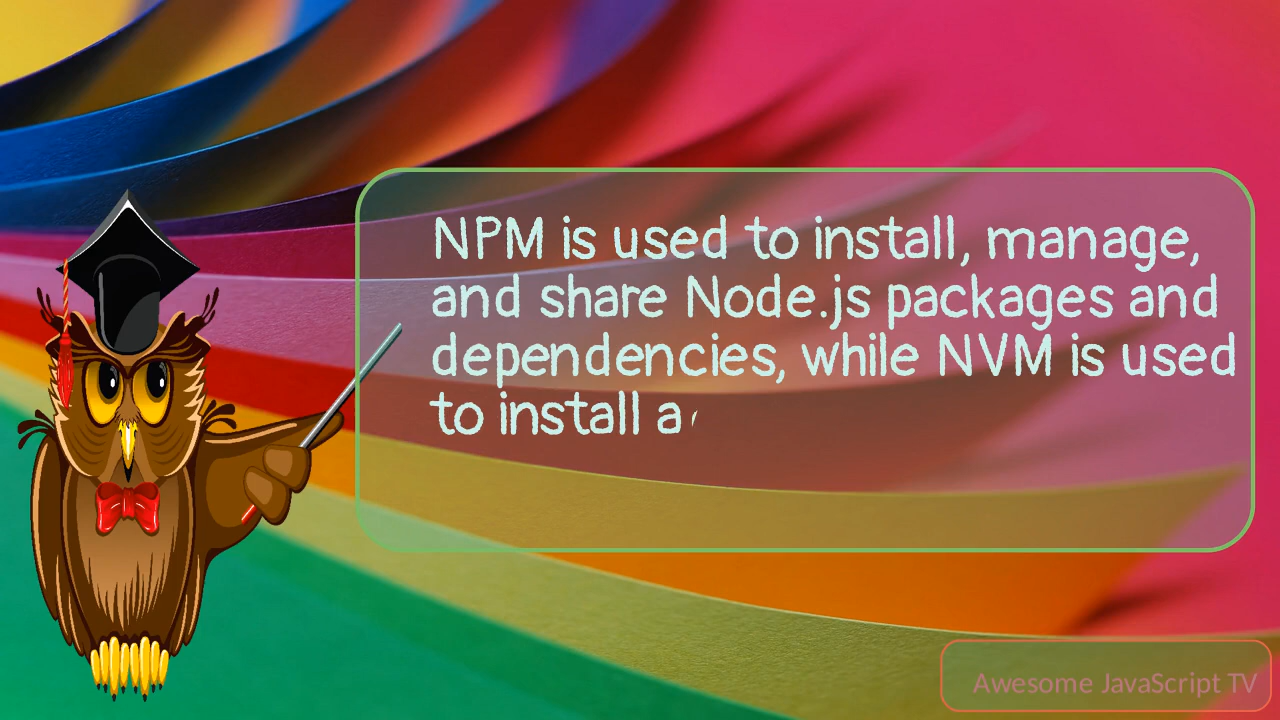 NPM is used to install, manage,
and share Node.js packages and
dependencies, while NVM is used
to install a
Awesome JavaScript TV